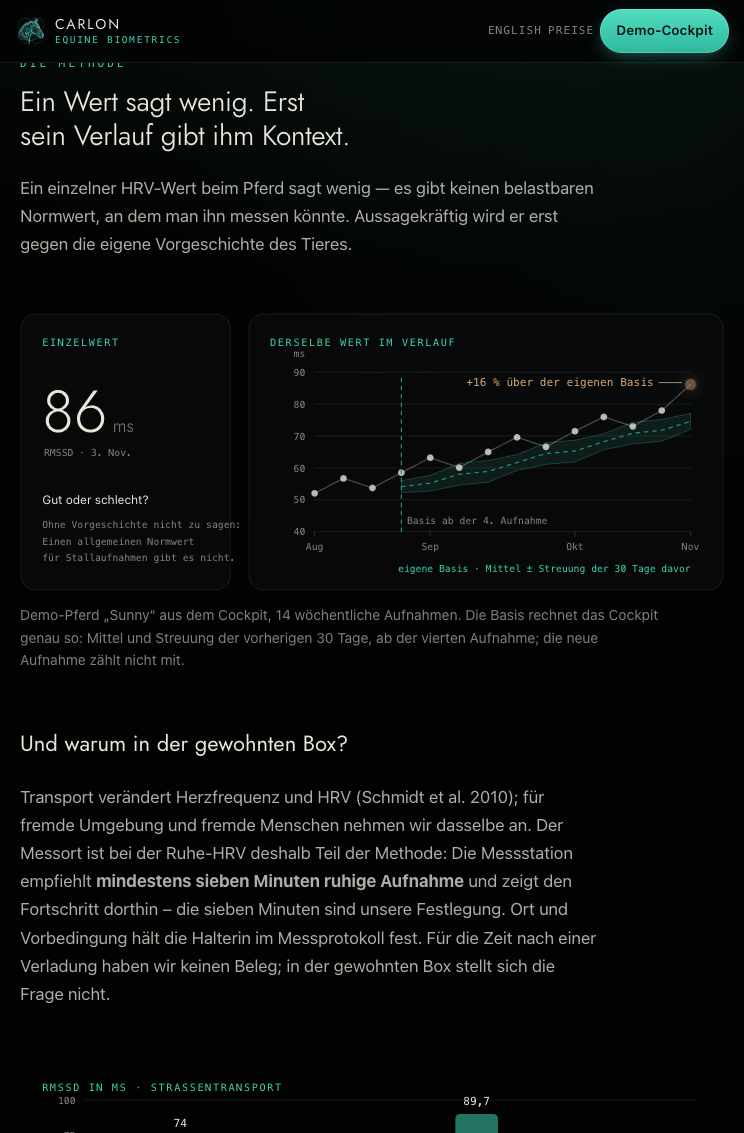 CARLON
EQUINE BIOMETRICS
ENGLISH PREISE
Demo-Cockpit
DIE METHODE
Ein Wert sagt wenig. Erst
sein Verlauf gibt ihm Kontext.
Ein einzelner HRV-Wert beim Pferd sagt wenig — es gibt keinen belastbaren
Normwert, an dem man ihn messen könnte. Aussagekräftig wird er erst
gegen die eigene Vorgeschichte des Tieres.
EINZELWERT
86 ms
RMSSD · 3. Nov.
Gut oder schlecht?
Ohne Vorgeschichte nicht zu sagen:
Einen allgemeinen Normwert
für Stallaufnahmen gibt es nicht.
DERSELBE WERT IM VERLAUF
ms
90
80
70
60
50
40
+16 % über der eigenen Basis
Basis ab der 4. Aufnahme
Aug Sep Okt Nov
eigene Basis · Mittel ± Streuung der 30 Tage davor
Demo-Pferd „Sunny“ aus dem Cockpit, 14 wöchentliche Aufnahmen. Die Basis rechnet das Cockpit
genau so: Mittel und Streuung der vorherigen 30 Tage, ab der vierten Aufnahme; die neue
Aufnahme zählt nicht mit.
Und warum in der gewohnten Box?
Transport verändert Herzfrequenz und HRV (Schmidt et al. 2010); für
fremde Umgebung und fremde Menschen nehmen wir dasselbe an. Der
Messort ist bei der Ruhe-HRV deshalb Teil der Methode: Die Messstation
empfiehlt mindestens sieben Minuten ruhige Aufnahme und zeigt den
Fortschritt dorthin – die sieben Minuten sind unsere Festlegung. Ort und
Vorbedingung hält die Halterin im Messprotokoll fest. Für die Zeit nach einer
Verladung haben wir keinen Beleg; in der gewohnten Box stellt sich die
Frage nicht.
RMSSD IN MS · STRASSENTRANSPORT
100
89,7
74